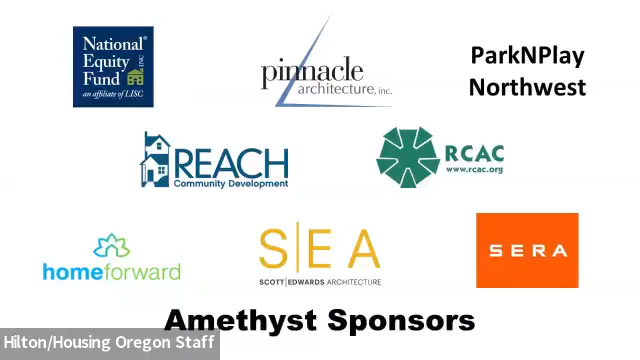 National®
Equity
Fund INC
an affiliate of LISC
pinnacle
architecture, inc.
ParkNPlay
Northwest
REACH
Community Development
RCAC
www.rcac.org
homeforward
S|E A
SCOTT|EDWARDS ARCHITECTURE
SERA
Amethyst Sponsors
Hilton/Housing Oregon Staff